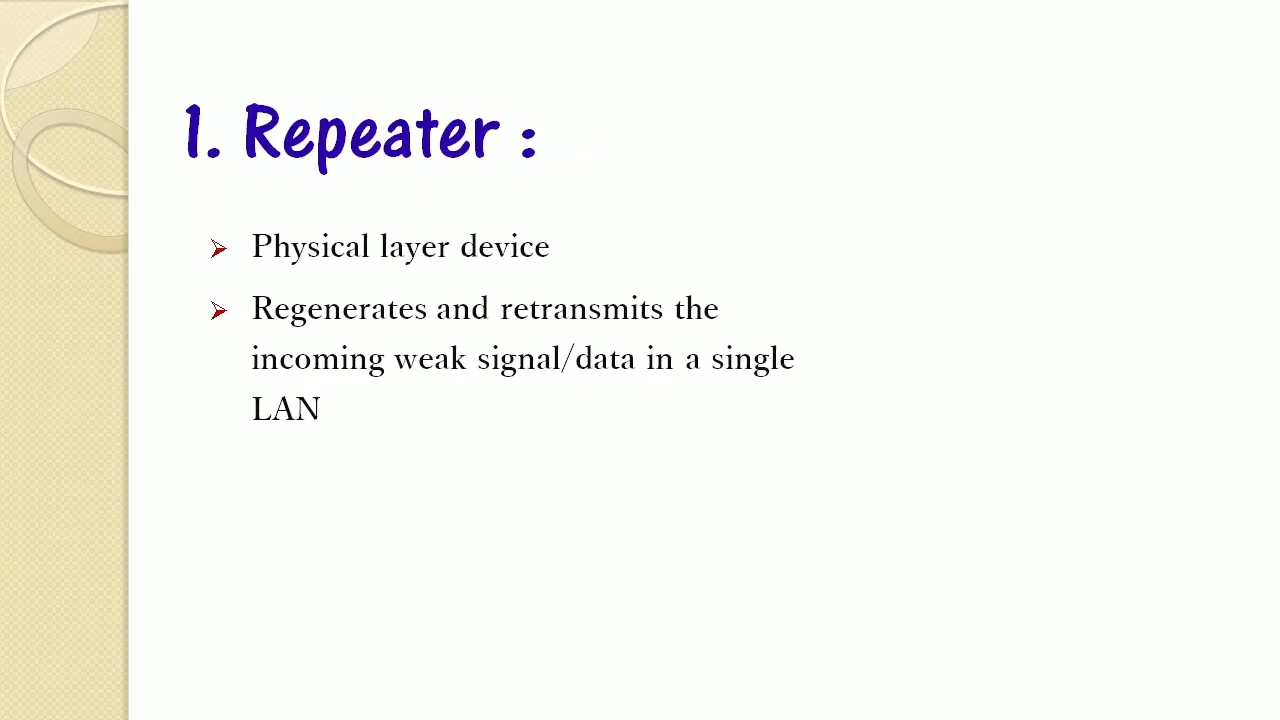 1. Repeater :
Physical layer device
Regenerates and retransmits the
incoming weak signal/data in a single
LAN